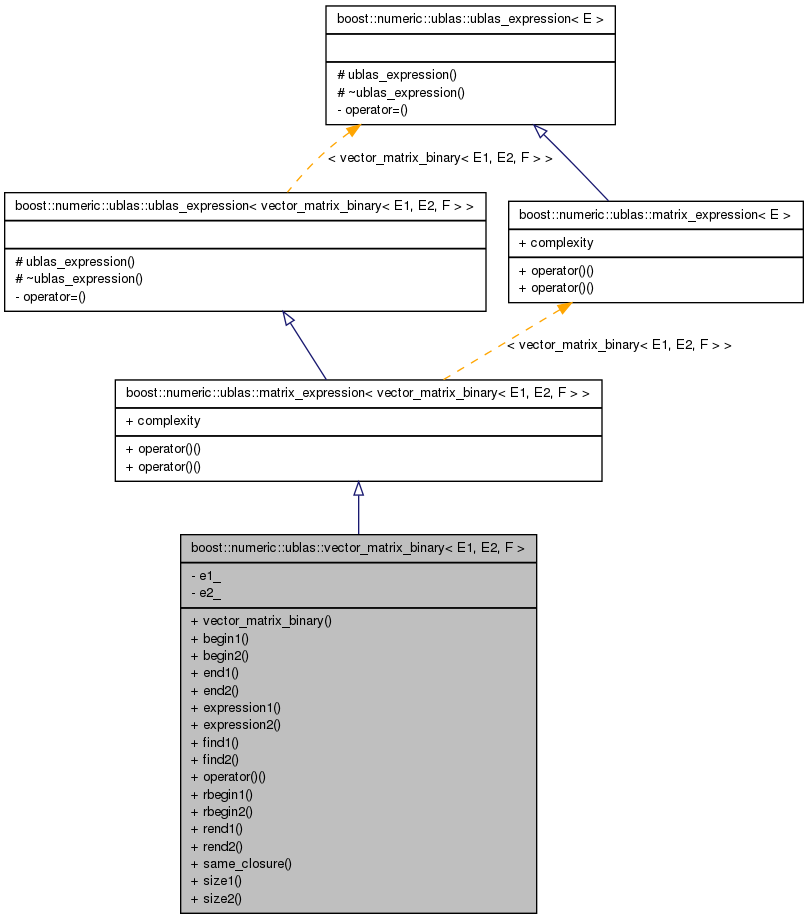 boost::numeric::ublas::ublas_expression< E >
# ublas_expression()
# ~ublas_expression()
- operator=()
< vector_matrix_binary< E1, E2, F > >
boost::numeric::ublas::ublas_expression< vector_matrix_binary< E1, E2, F > >
# ublas_expression()
# ~ublas_expression()
- operator=()
boost::numeric::ublas::matrix_expression< E >
+ complexity
+ operator()()
+ operator()()
< vector_matrix_binary< E1, E2, F > >
boost::numeric::ublas::matrix_expression< vector_matrix_binary< E1, E2, F > >
+ complexity
+ operator()()
+ operator()()
boost::numeric::ublas::vector_matrix_binary< E1, E2, F >
- e1_
- e2_
+ vector_matrix_binary()
+ begin1()
+ begin2()
+ end1()
+ end2()
+ expression1()
+ expression2()
+ find1()
+ find2()
+ operator()()
+ rbegin1()
+ rbegin2()
+ rend1()
+ rend2()
+ same_closure()
+ size1()
+ size2()